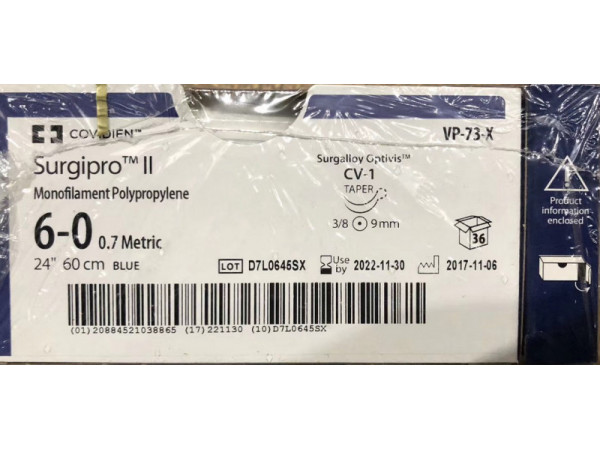 COVIDIEN™
VP-73-X
Surgipro™ II
Monofilament Polypropylene
6-0 0.7 Metric
24" 60 cm BLUE
Surgalloy Optivis™
CV-1
TAPER
3/8 9mm
36
LOT D7L0645SX
Use by 2022-11-30
2017-11-06
(01)20884521038865 (17)221130 (10)D7L0645SX
Product
information
enclosed